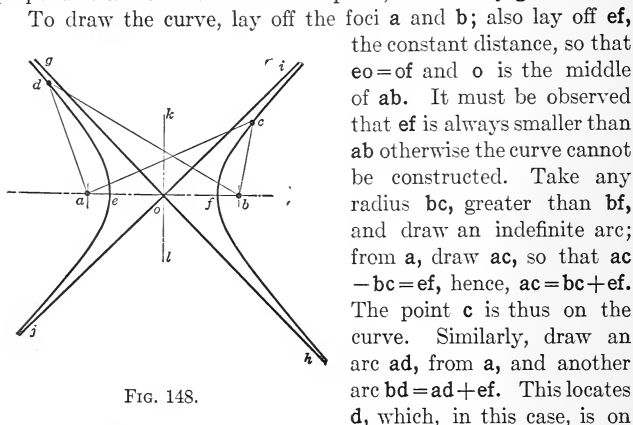 To draw the curve, lay off the foci a and b; also lay off ef,
the constant distance, so that
eo=of and o is the middle
of ab. It must be observed
that ef is always smaller than
ab otherwise the curve cannot
be constructed. Take any
radius bc, greater than bf,
and draw an indefinite arc;
from a, draw ac, so that ac
—bc=ef, hence, ac=bc+ef.
The point c is thus on the
curve. Similarly, draw an
arc ad, from a, and another
arc bd=ad+ef. This locates
d, which, in this case, is on
g
i
d
k
c
a
e
o
f
b
l
j
h
FIG. 148.